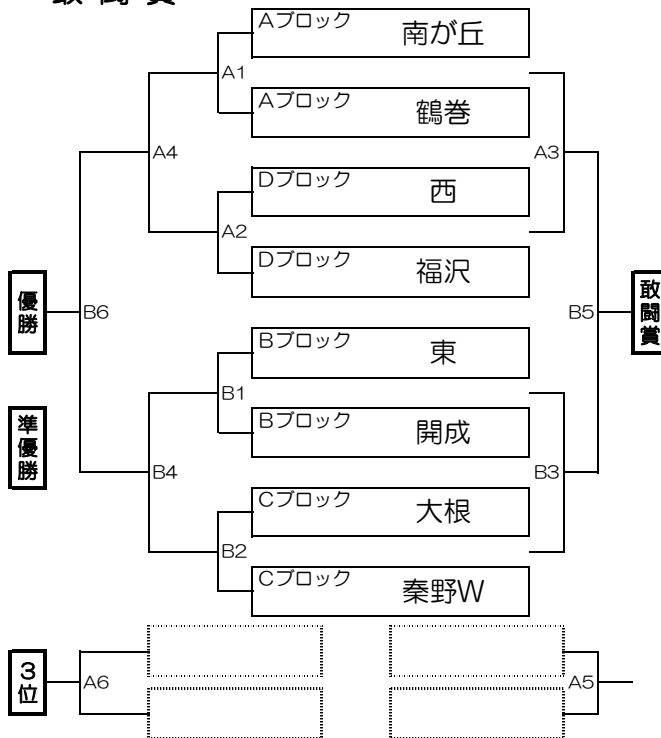 Aブロック 南が丘
A1
Aブロック 鶴巻
A4
A3
Dブロック 西
A2
Dブロック 福沢
優勝
B6
B5
敢闘賞
Bブロック 東
B1
Bブロック 開成
準優勝
B4
B3
Cブロック 大根
B2
Cブロック 秦野W
3位
A6
A5